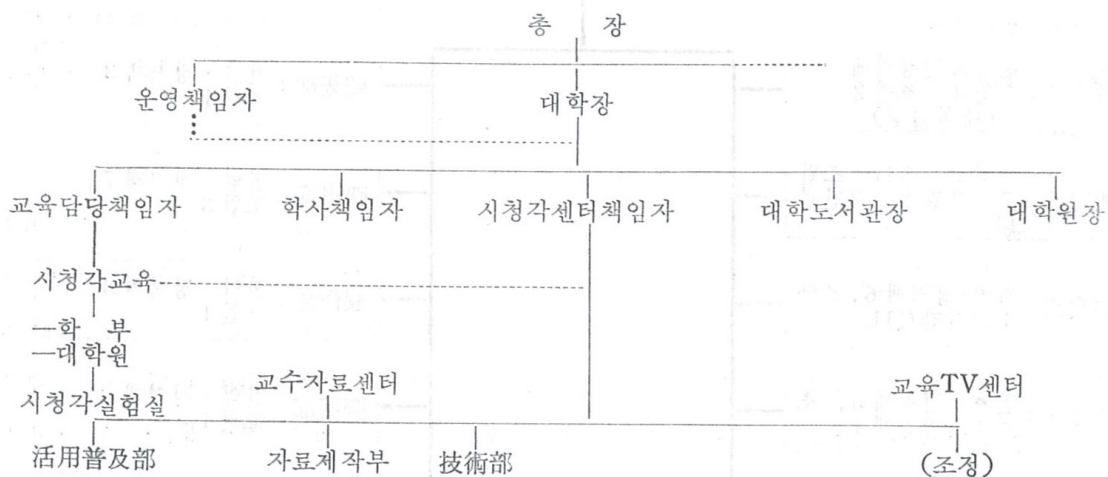 총 장
운영책임자 대학장
교육담당책임자 학사책임자 시청각센터책임자 대학도서관장 대학원장
시청각교육
—학 부
—대학원
교수자료센터 교육TV센터
시청각실험실
活用普及部 자료제작부 技術部 (조정)